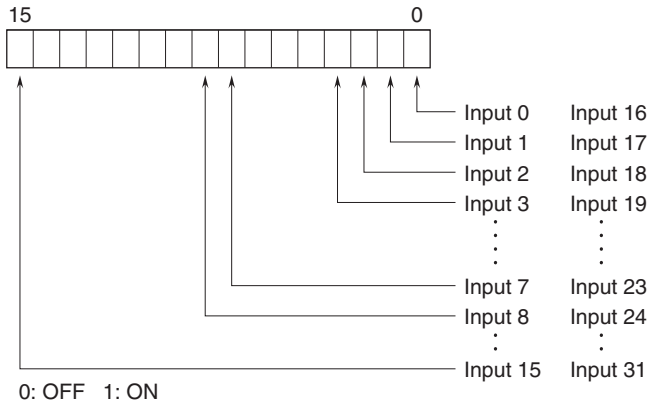 15 0
Input 0 Input 16
Input 1 Input 17
Input 2 Input 18
Input 3 Input 19
Input 7 Input 23
Input 8 Input 24
Input 15 Input 31
0: OFF 1: ON